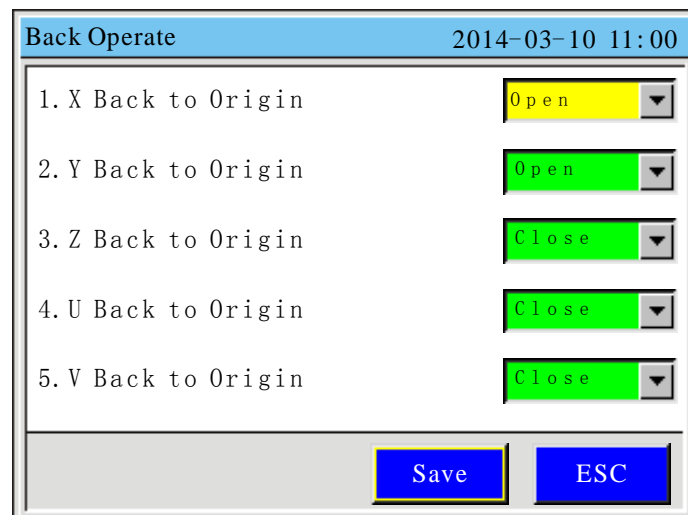 Back Operate 2014-03-10 11:00
1. X Back to Origin Open
2. Y Back to Origin Open
3. Z Back to Origin Close
4. U Back to Origin Close
5. V Back to Origin Close
Save ESC